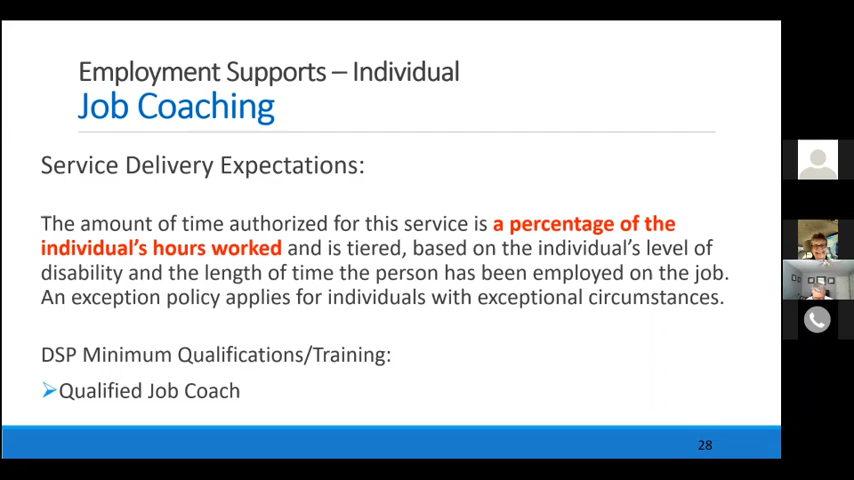 Employment Supports – Individual
Job Coaching
Service Delivery Expectations:
The amount of time authorized for this service is a percentage of the
individual's hours worked and is tiered, based on the individual's level of
disability and the length of time the person has been employed on the job.
An exception policy applies for individuals with exceptional circumstances.
DSP Minimum Qualifications/Training:
Qualified Job Coach
28